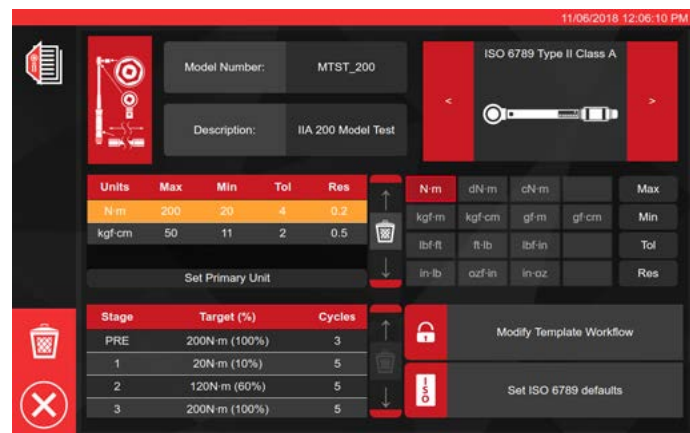 11/06/2018 12:06:10 PM
Model Number: MTST_200
Description: IIA 200 Model Test
ISO 6789 Type II Class A
< >
Units Max Min Tol Res
N·m 200 20 4 0.2
kgf·cm 50 11 2 0.5
Set Primary Unit
N·m dN·m cN·m Max
kgf·m kgf·cm gf·m gf·cm Min
lbf·ft ft·lb lbf·in Tol
in·lb ozf·in in·oz Res
Stage Target (%) Cycles
PRE 200N·m (100%) 3
1 20N·m (10%) 5
2 120N·m (60%) 5
3 200N·m (100%) 5
Modify Template Workflow
ISO
Set ISO 6789 defaults